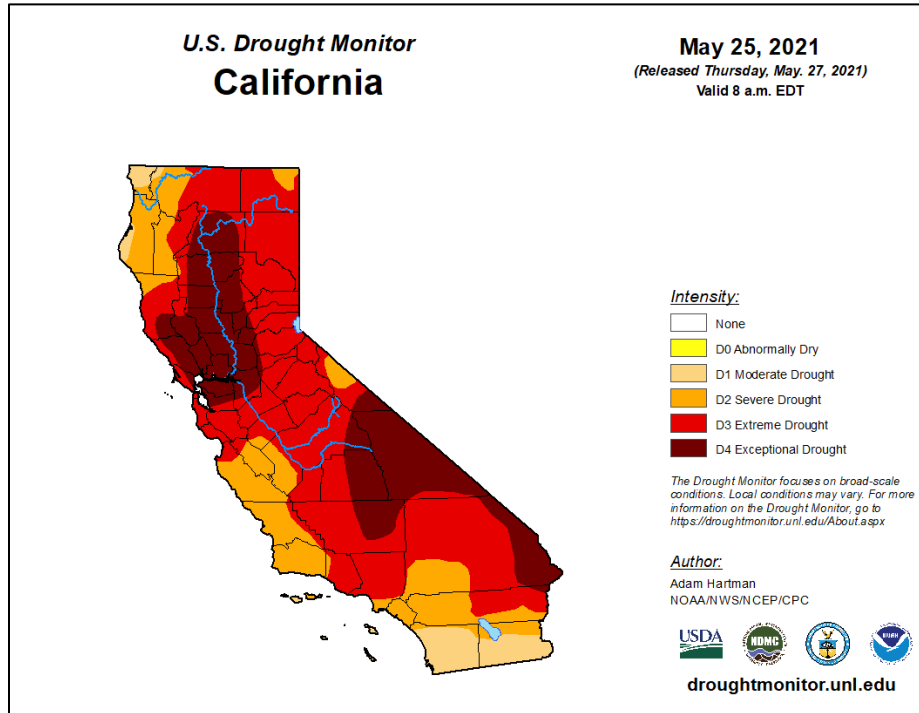 U.S. Drought Monitor
California
May 25, 2021
(Released Thursday, May. 27, 2021)
Valid 8 a.m. EDT
Intensity:
None
D0 Abnormally Dry
D1 Moderate Drought
D2 Severe Drought
D3 Extreme Drought
D4 Exceptional Drought
The Drought Monitor focuses on broad-scale
conditions. Local conditions may vary. For more
information on the Drought Monitor, go to
https://droughtmonitor.unl.edu/About.aspx
Author:
Adam Hartman
NOAA/NWS/NCEP/CPC
USDA
NDMC
NOAA
droughtmonitor.unl.edu